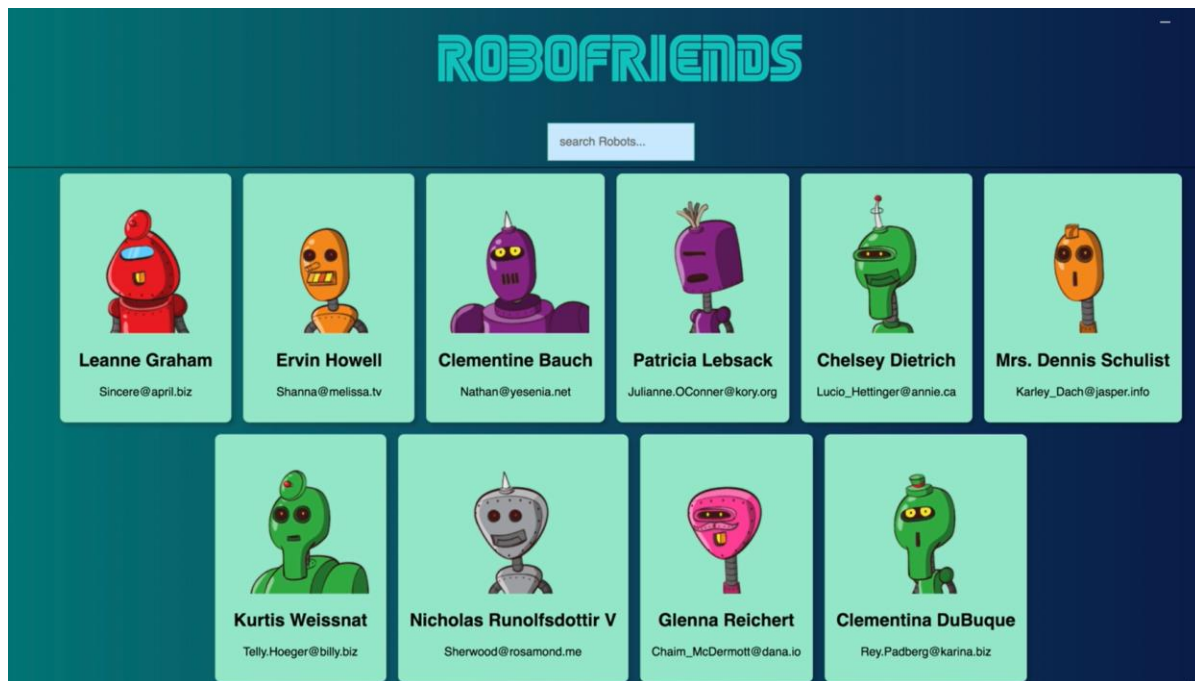 ROBOFRIENDS
search Robots...
Leanne Graham
Sincere@april.biz
Ervin Howell
Shanna@melissa.tv
Clementine Bauch
Nathan@yesenia.net
Patricia Lebsack
Julianne.OConner@kory.org
Chelsey Dietrich
Lucio_Hettinger@annie.ca
Mrs. Dennis Schulist
Karley_Dach@jasper.info
Kurtis Weissnat
Telly.Hoeger@billy.biz
Nicholas Runolfsdottir V
Sherwood@rosamond.me
Glenna Reichert
Chaim_McDermott@dana.io
Clementina DuBuque
Rey.Padberg@karina.biz